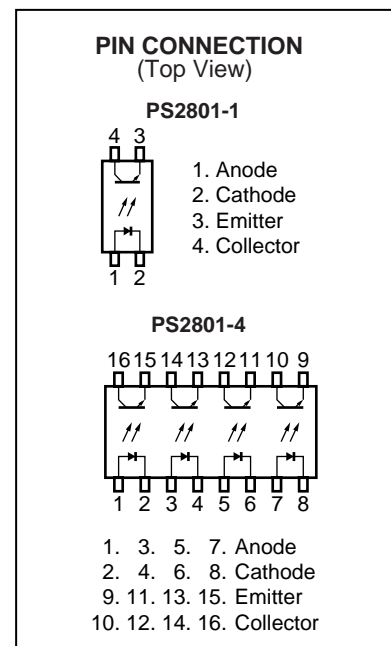 PIN CONNECTION
(Top View)
PS2801-1
4 3
1. Anode
2. Cathode
3. Emitter
4. Collector
1 2
PS2801-4
16 15 14 13 12 11 10 9
1 2 3 4 5 6 7 8
1. 3. 5. 7. Anode
2. 4. 6. 8. Cathode
9. 11. 13. 15. Emitter
10. 12. 14. 16. Collector